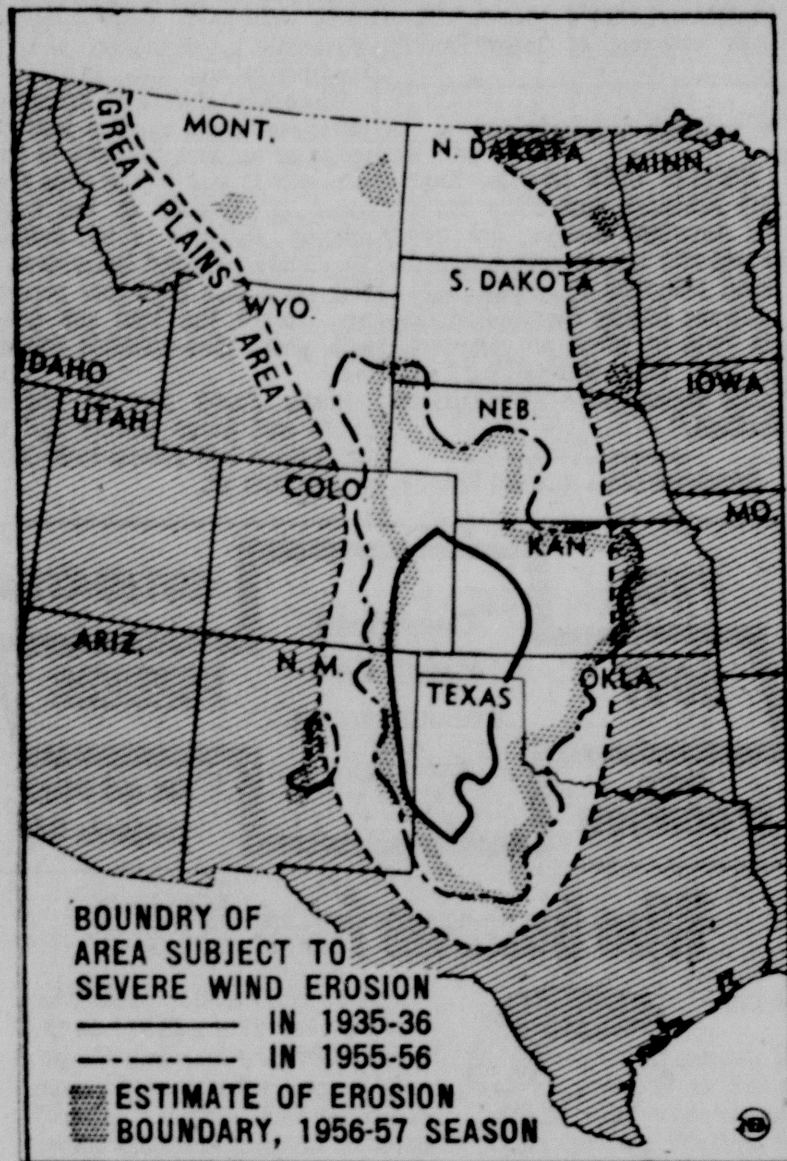 MONT.
N. DAKOTA
MINN.
GREAT PLAINS AREA
S. DAKOTA
WYO.
IDAHO
IOWA
UTAH
NEB.
COLO.
MO.
KAN.
ARIZ.
N. M.
OKLA.
TEXAS
BOUNDRY OF
AREA SUBJECT TO
SEVERE WIND EROSION
IN 1935-36
IN 1955-56
ESTIMATE OF EROSION
BOUNDARY, 1956-57 SEASON